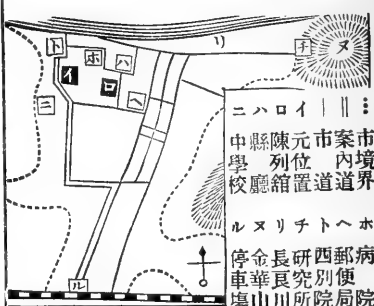 ト
ホ
ハ
イ
ロ
ニ
ヘ
リ
チ
ヌ
ル
⋮ 市境界
‖ 案內道
| 市道
イ 元位置
ロ 陳列舘
ハ 縣廳
ニ 中學校
ホ 病院
ヘ 郵便局
ト 西別院
チ 硏究所
リ 長良川
ヌ 金華山
ル 停車塲